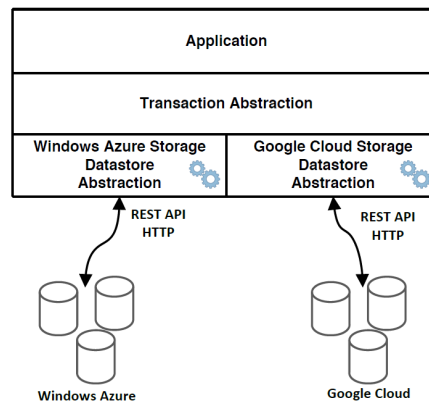 Application
Transaction Abstraction
Windows Azure Storage
Datastore
Abstraction
Google Cloud Storage
Datastore
Abstraction
REST API
HTTP
REST API
HTTP
Windows Azure
Google Cloud